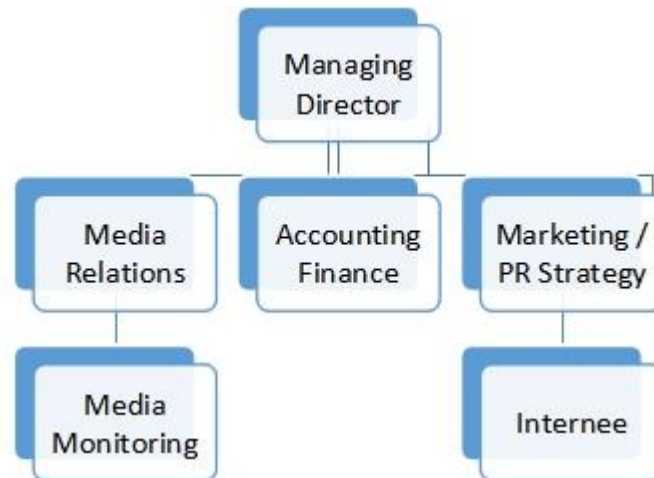 Managing
Director
Media
Relations
Accounting
Finance
Marketing /
PR Strategy
Media
Monitoring
Internee